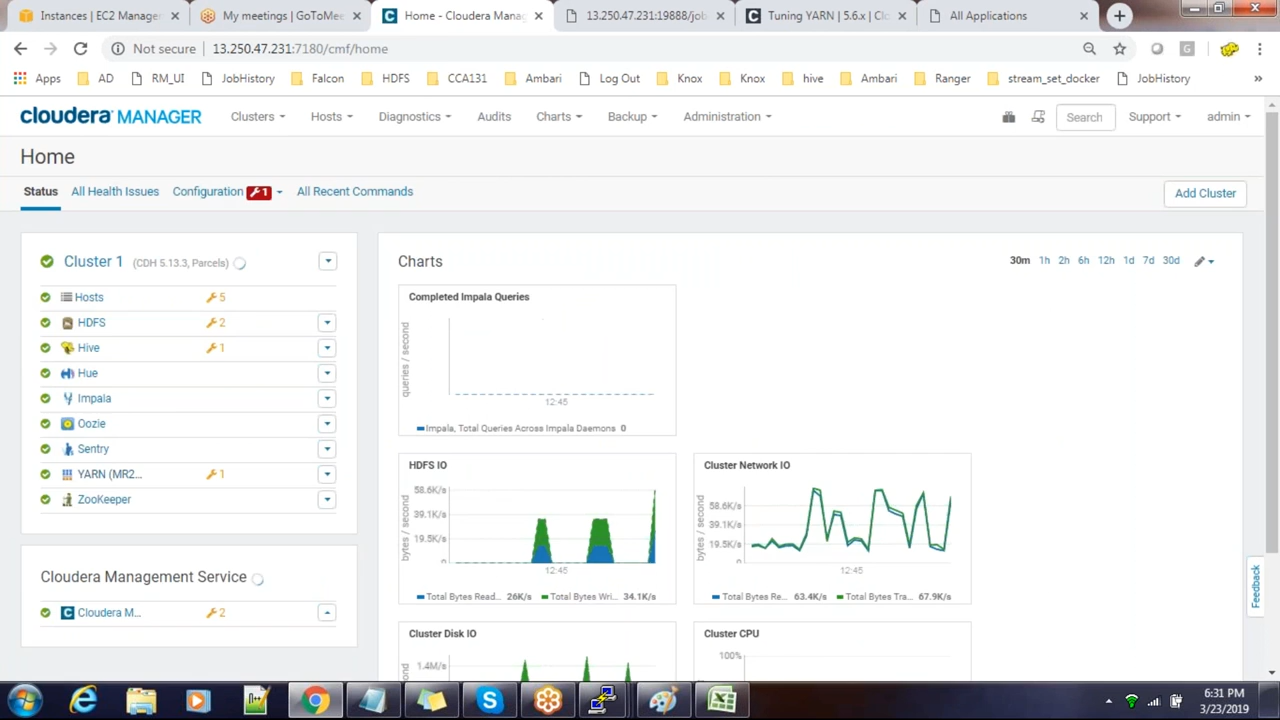 Instances | EC2 Manage
My meetings | GoToMee
Home - Cloudera Mana
13.250.47.231:19888/job
Tuning YARN | 5.6.x | Clo
All Applications
Not secure | 13.250.47.231:7180/cmf/home
Apps AD RM_UI JobHistory Falcon HDFS CCA131 Ambari Log Out Knox Knox hive Ambari Ranger stream_set_docker JobHistory »
cloudera MANAGER Clusters Hosts Diagnostics Audits Charts Backup Administration Search Support admin
Home
Status All Health Issues Configuration 1 All Recent Commands Add Cluster
Cluster 1 (CDH 5.13.3, Parcels)
Hosts 5
HDFS 2
Hive 1
Hue
Impala
Oozie
Sentry
YARN (MR2... 1
ZooKeeper
Cloudera Management Service
Cloudera M... 2
Charts 30m 1h 2h 6h 12h 1d 7d 30d
Completed Impala Queries
queries / second
12:45
Impala, Total Queries Across Impala Daemons 0
HDFS IO
bytes / second
58.6K/s
39.1K/s
19.5K/s
0
12:45
Total Bytes Read... 26K/s Total Bytes Wri... 34.1K/s
Cluster Network IO
bytes / second
58.6K/s
39.1K/s
19.5K/s
0
12:45
Total Bytes Re... 63.4K/s Total Bytes Tra... 67.9K/s
Cluster Disk IO
1.4M/s
Cluster CPU
100%
Feedback
6:31 PM
3/23/2019